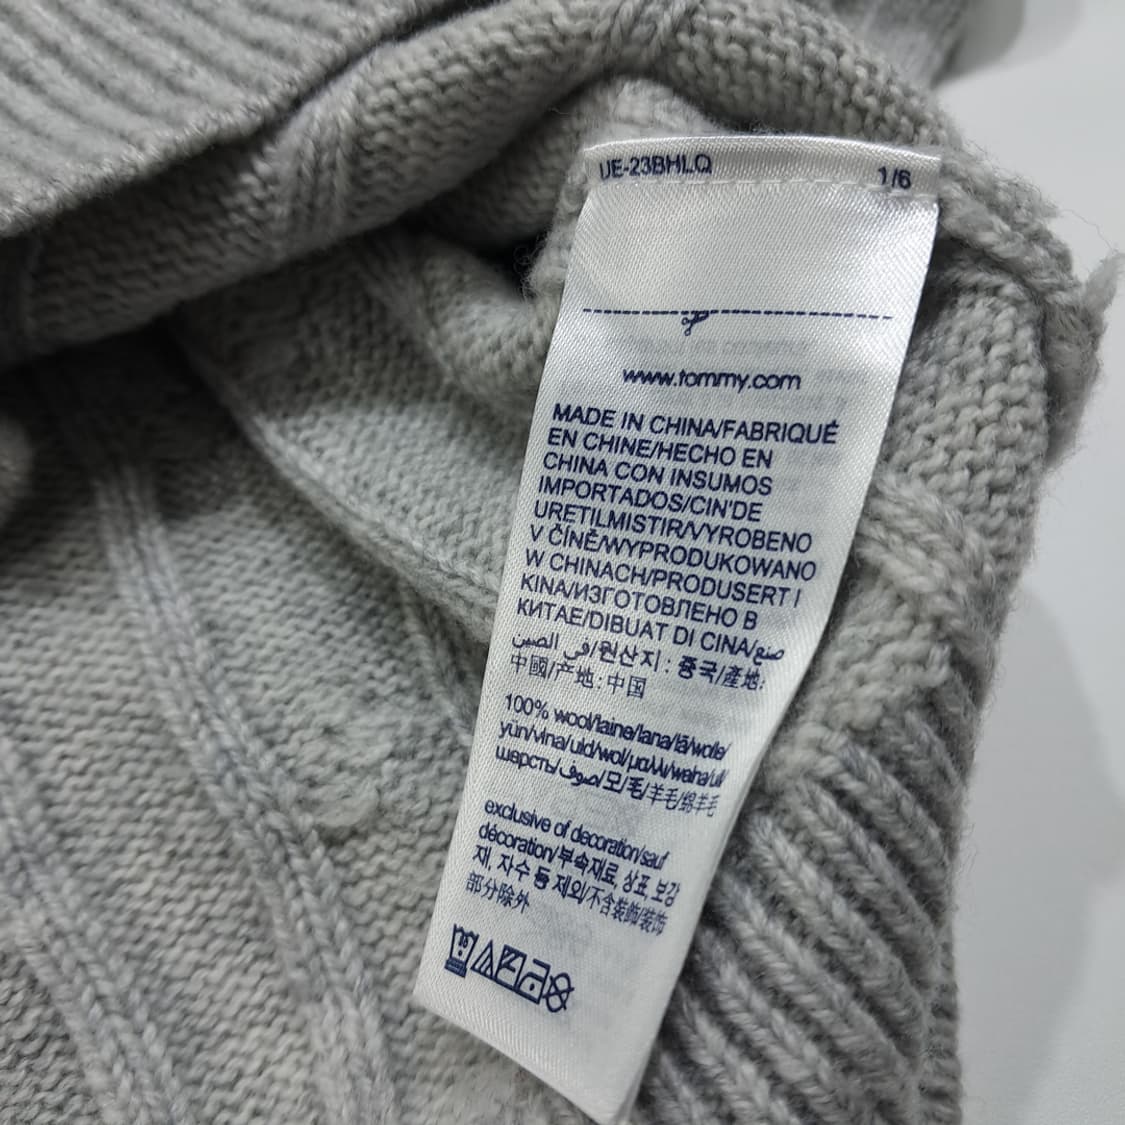 IJE-23BHLQ 1/6
www.tommy.com
MADE IN CHINA/FABRIQUÉ
EN CHINE/HECHO EN
CHINA CON INSUMOS
IMPORTADOS/CIN'DE
URETILMISTIR/VYROBENO
V ČÍNĚ/WYPRODUKOWANO
W CHINACH/PRODUSERT I
KINA/ИЗГОТОВЛЕНО В
КИТАЕ/DIBUAT DI CINA/صنع
في الصين/원산지: 중국/產地:
中國/产地: 中国
100% wool/laine/lana/lã/wolle/
yün/vlna/uld/wol/μαλλί/waha/ull/
шерсть/صوف/모/毛/羊毛/绵羊毛
exclusive of decoration/sauf
décoration/부속재료, 상표, 보강
재, 자수 등 제외/不含裝飾/装饰
部分除外